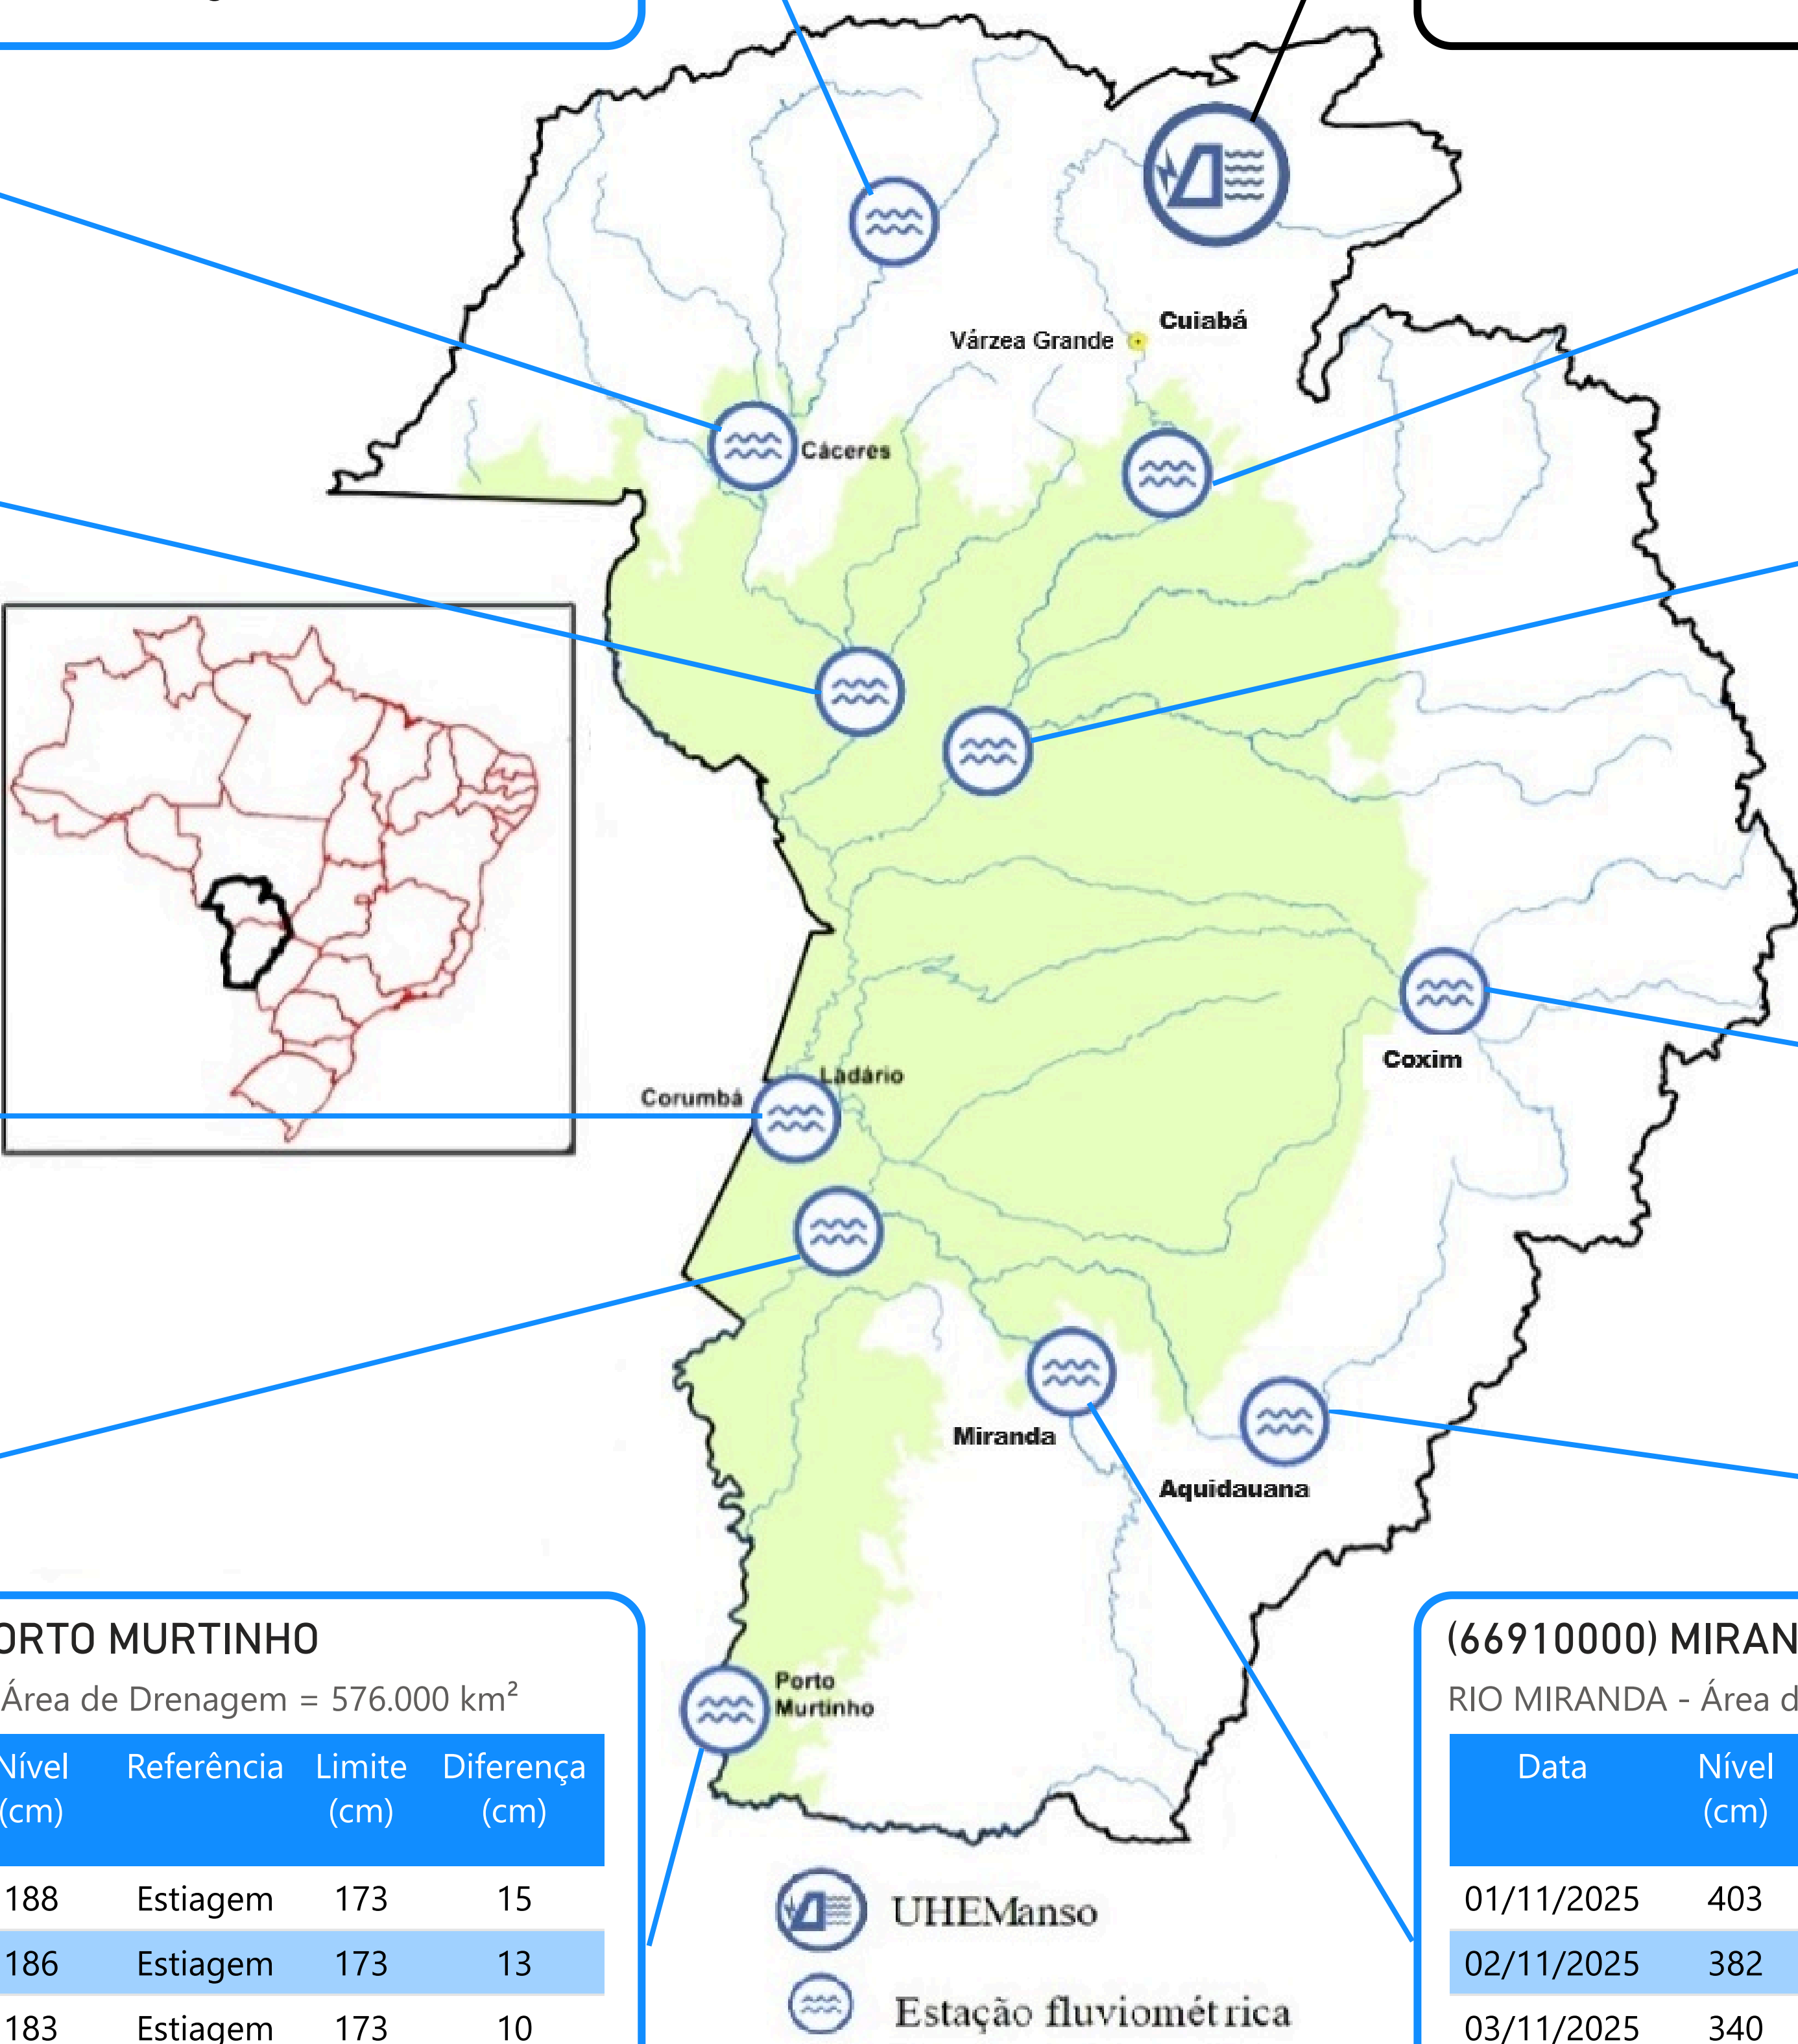 Cuiabá
Várzea Grande
Cáceres
Coxim
Ladário
Corumbá
Miranda
Aquidauana
Porto
Murtinho
ORTO MURTINHO
Área de Drenagem = 576.000 km²
Nível Referência Limite Diferença
(cm) (cm) (cm)
188 Estiagem 173 15
186 Estiagem 173 13
183 Estiagem 173 10
UHEManso
Estação fluviométrica
(66910000) MIRAN
RIO MIRANDA - Área d
Data Nível
(cm)
01/11/2025 403
02/11/2025 382
03/11/2025 340